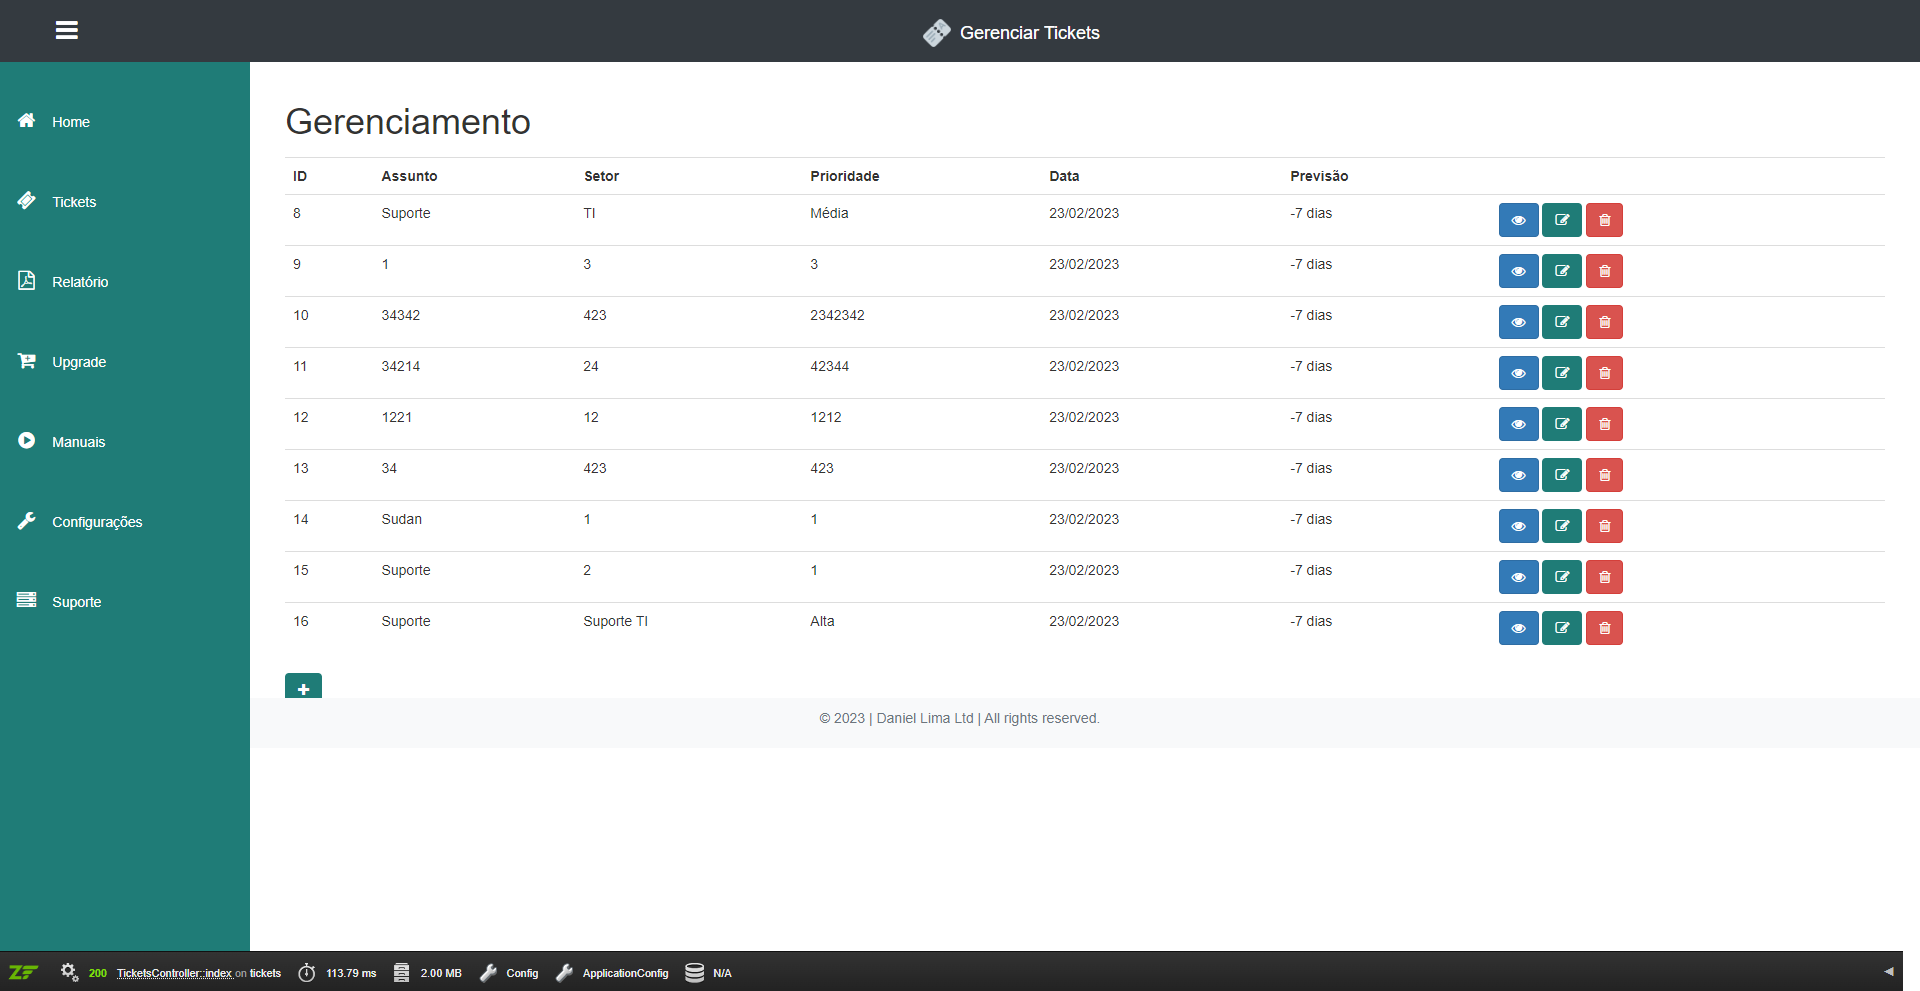 Gerenciar Tickets
Home
Tickets
Relatório
Upgrade
Manuais
Configurações
Suporte
Gerenciamento
ID Assunto Setor Prioridade Data Previsão
8 Suporte TI Média 23/02/2023 -7 dias
9 1 3 3 23/02/2023 -7 dias
10 34342 423 2342342 23/02/2023 -7 dias
11 34214 24 42344 23/02/2023 -7 dias
12 1221 12 1212 23/02/2023 -7 dias
13 34 423 423 23/02/2023 -7 dias
14 Sudan 1 1 23/02/2023 -7 dias
15 Suporte 2 1 23/02/2023 -7 dias
16 Suporte Suporte TI Alta 23/02/2023 -7 dias
© 2023 | Daniel Lima Ltd | All rights reserved.
ZF 200 TicketsController::index on tickets 113.79 ms 2.00 MB Config ApplicationConfig N/A